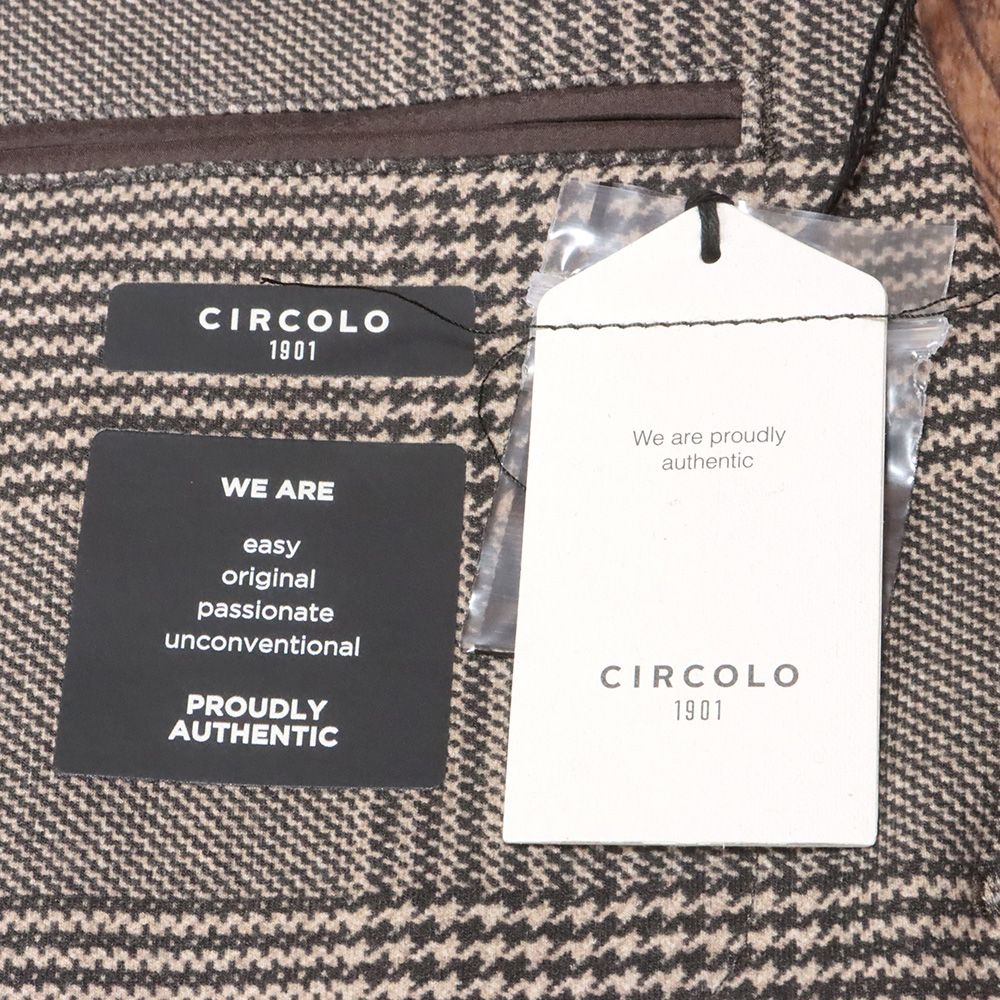 CIRCOLO
1901
WE ARE
easy
original
passionate
unconventional
PROUDLY
AUTHENTIC
We are proudly
authentic
CIRCOLO
1901